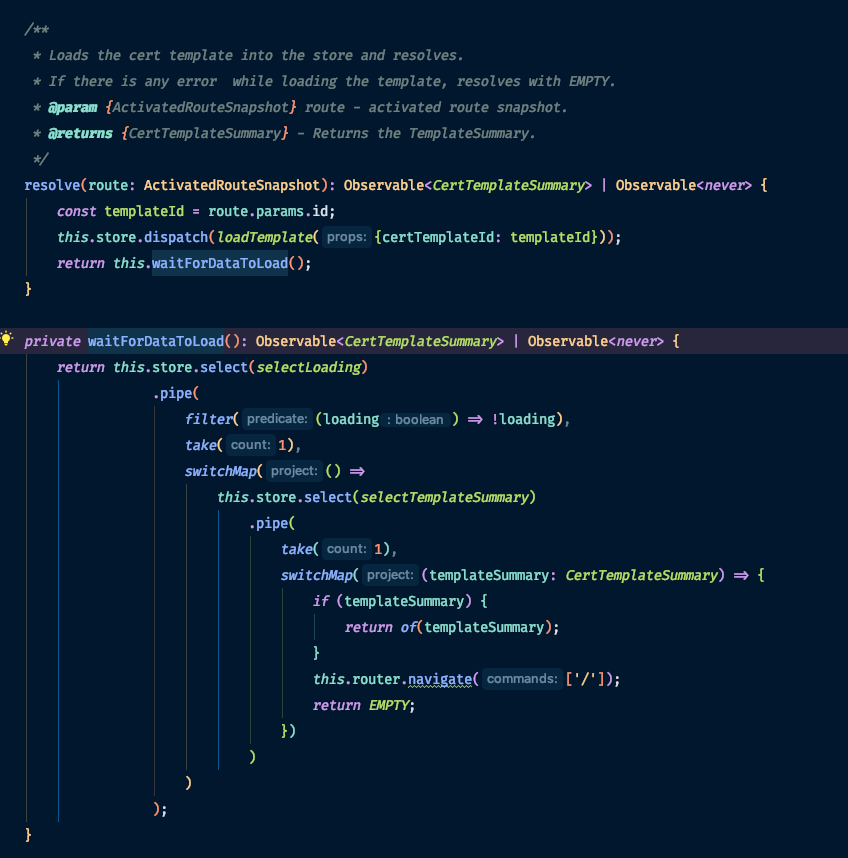 /**
 * Loads the cert template into the store and resolves.
 * If there is any error  while loading the template, resolves with EMPTY.
 * @param {ActivatedRouteSnapshot} route - activated route snapshot.
 * @returns {CertTemplateSummary} - Returns the TemplateSummary.
 */
resolve(route: ActivatedRouteSnapshot): Observable<CertTemplateSummary> | Observable<never> {
    const templateId = route.params.id;
    this.store.dispatch(loadTemplate( props: {certTemplateId: templateId}));
    return this.waitForDataToLoad();
}

private waitForDataToLoad(): Observable<CertTemplateSummary> | Observable<never> {
    return this.store.select(selectLoading)
                .pipe(
                    filter( predicate: (loading : boolean ) => !loading),
                    take( count: 1),
                    switchMap( project: () =>
                        this.store.select(selectTemplateSummary)
                            .pipe(
                                take( count: 1),
                                switchMap( project: (templateSummary: CertTemplateSummary) => {
                                    if (templateSummary) {
                                        return of(templateSummary);
                                    }
                                    this.router.navigate( commands: ['/']);
                                    return EMPTY;
                                })
                            )
                    )
                );
}